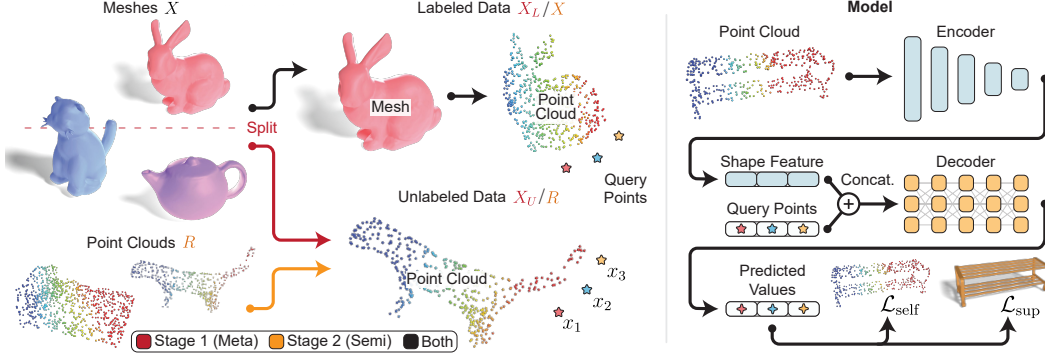 Meshes X
Labeled Data X_L/X
Mesh
Point
Cloud
Split
Query
Points
Unlabeled Data X_U/R
Point Clouds R
Point Cloud
x_1
x_2
x_3
Stage 1 (Meta) Stage 2 (Semi) Both
Model
Point Cloud
Encoder
Shape Feature
Concat.
Decoder
Query Points
+
Predicted
Values
ℒ_self
ℒ_sup